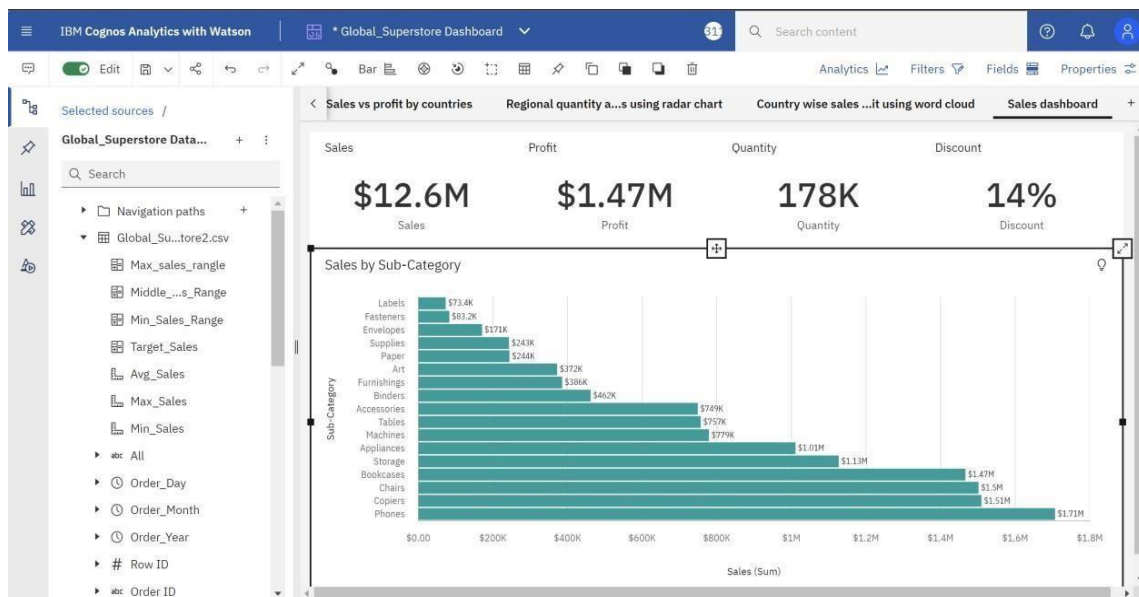 IBM Cognos Analytics with Watson
* Global_Superstore Dashboard
Search content
Edit
Bar
Analytics
Filters
Fields
Properties
Selected sources /
Global_Superstore Data...
Search
Navigation paths
Global_Su...tore2.csv
Max_sales_rangle
Middle_...s_Range
Min_Sales_Range
Target_Sales
Avg_Sales
Max_Sales
Min_Sales
abc All
Order_Day
Order_Month
Order_Year
# Row ID
abc Order ID
Sales vs profit by countries
Regional quantity a...s using radar chart
Country wise sales ...it using word cloud
Sales dashboard
Sales
Profit
Quantity
Discount
$12.6M
$1.47M
178K
14%
Sales
Profit
Quantity
Discount
Sales by Sub-Category
Sub-Category
Labels $73.4K
Fasteners $83.2K
Envelopes $171K
Supplies $243K
Paper $244K
Art $372K
Furnishings $386K
Binders $462K
Accessories $749K
Tables $757K
Machines $779K
Appliances $1.01M
Storage $1.13M
Bookcases $1.47M
Chairs $1.5M
Copiers $1.51M
Phones $1.71M
$0.00 $200K $400K $600K $800K $1M $1.2M $1.4M $1.6M $1.8M
Sales (Sum)